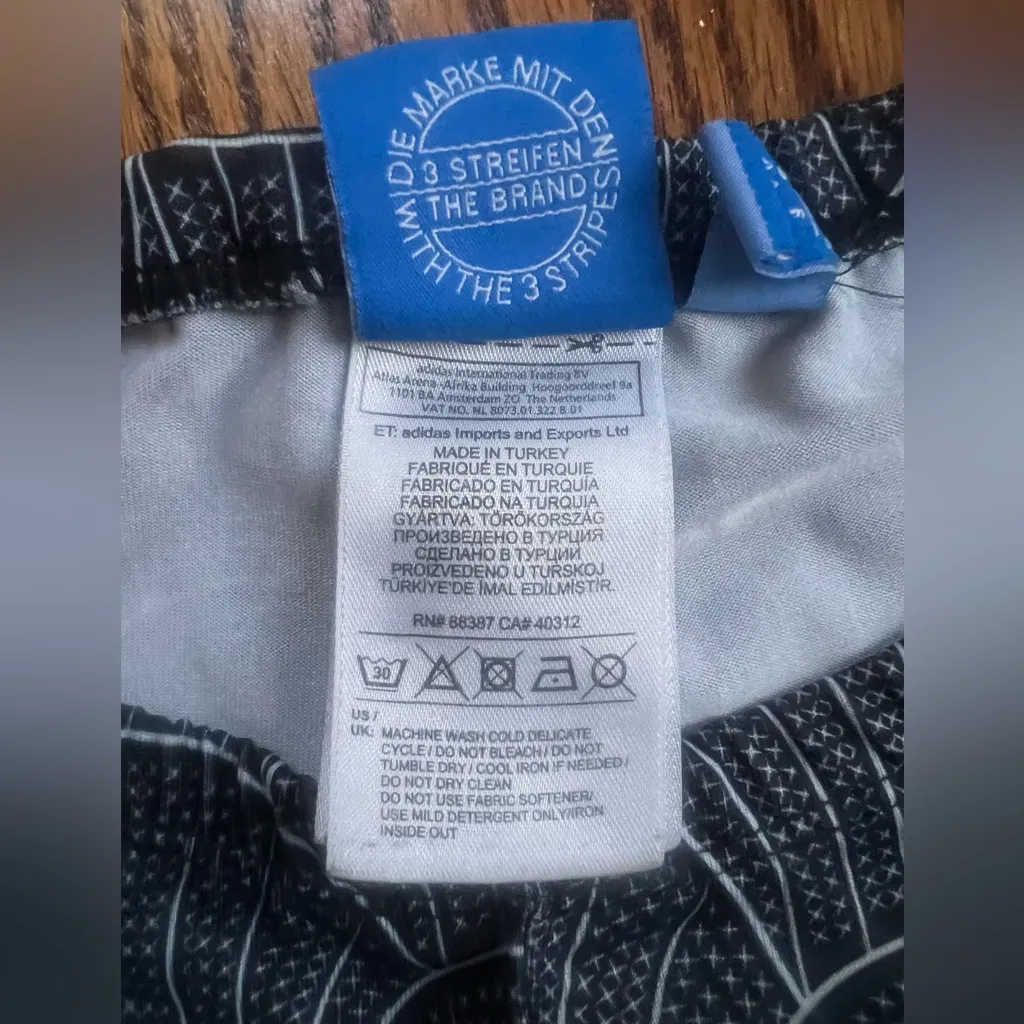 DIE MARKE MIT DEN
3 STREIFEN
THE BRAND
WITH THE 3 STRIPES
adidas International Trading BV
Atlas Arena -Afrika Building, Hoogoorddreef 9a
1101 BA Amsterdam ZO The Netherlands
VAT NO. NL 8073.01.322.B.01
ET: adidas Imports and Exports Ltd
MADE IN TURKEY
FABRIQUÉ EN TURQUIE
FABRICADO EN TURQUÍA
FABRICADO NA TURQUIA
GYÁRTVA: TÖRÖKORSZÁG
ПРОИЗВЕДЕНО В ТУРЦИЯ
СДЕЛАНО В ТУРЦИИ
PROIZVEDENO U TURSKOJ
TÜRKİYE'DE İMAL EDİLMİSTİR.
RN# 88387 CA# 40312
30
US /
UK: MACHINE WASH COLD DELICATE
CYCLE / DO NOT BLEACH / DO NOT
TUMBLE DRY / COOL IRON IF NEEDED /
DO NOT DRY CLEAN
DO NOT USE FABRIC SOFTENER/
USE MILD DETERGENT ONLY/IRON
INSIDE OUT